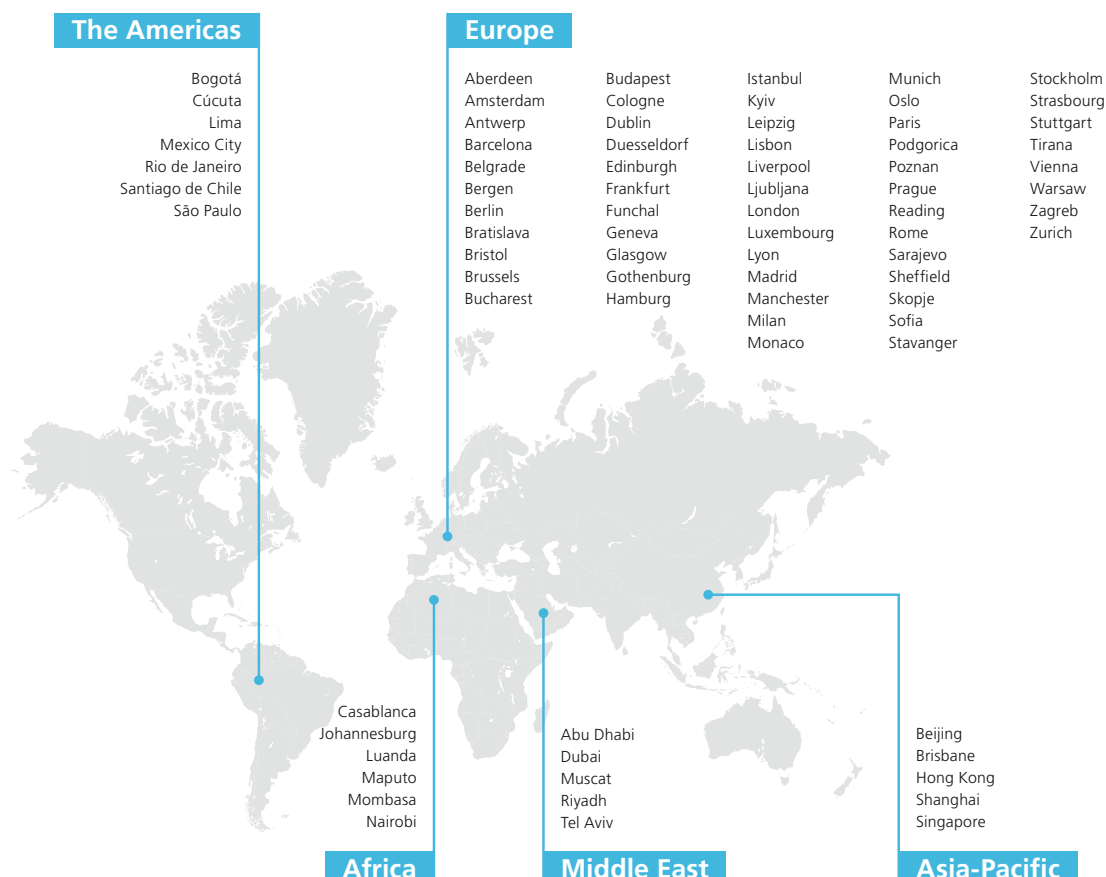 The Americas
Bogotá
Cúcuta
Lima
Mexico City
Rio de Janeiro
Santiago de Chile
São Paulo
Europe
Aberdeen
Amsterdam
Antwerp
Barcelona
Belgrade
Bergen
Berlin
Bratislava
Bristol
Brussels
Bucharest
Budapest
Cologne
Dublin
Duesseldorf
Edinburgh
Frankfurt
Funchal
Geneva
Glasgow
Gothenburg
Hamburg
Istanbul
Kyiv
Leipzig
Lisbon
Liverpool
Ljubljana
London
Luxembourg
Lyon
Madrid
Manchester
Milan
Monaco
Munich
Oslo
Paris
Podgorica
Poznan
Prague
Reading
Rome
Sarajevo
Sheffield
Skopje
Sofia
Stavanger
Stockholm
Strasbourg
Stuttgart
Tirana
Vienna
Warsaw
Zagreb
Zurich
Casablanca
Johannesburg
Luanda
Maputo
Mombasa
Nairobi
Africa
Abu Dhabi
Dubai
Muscat
Riyadh
Tel Aviv
Middle East
Beijing
Brisbane
Hong Kong
Shanghai
Singapore
Asia-Pacific